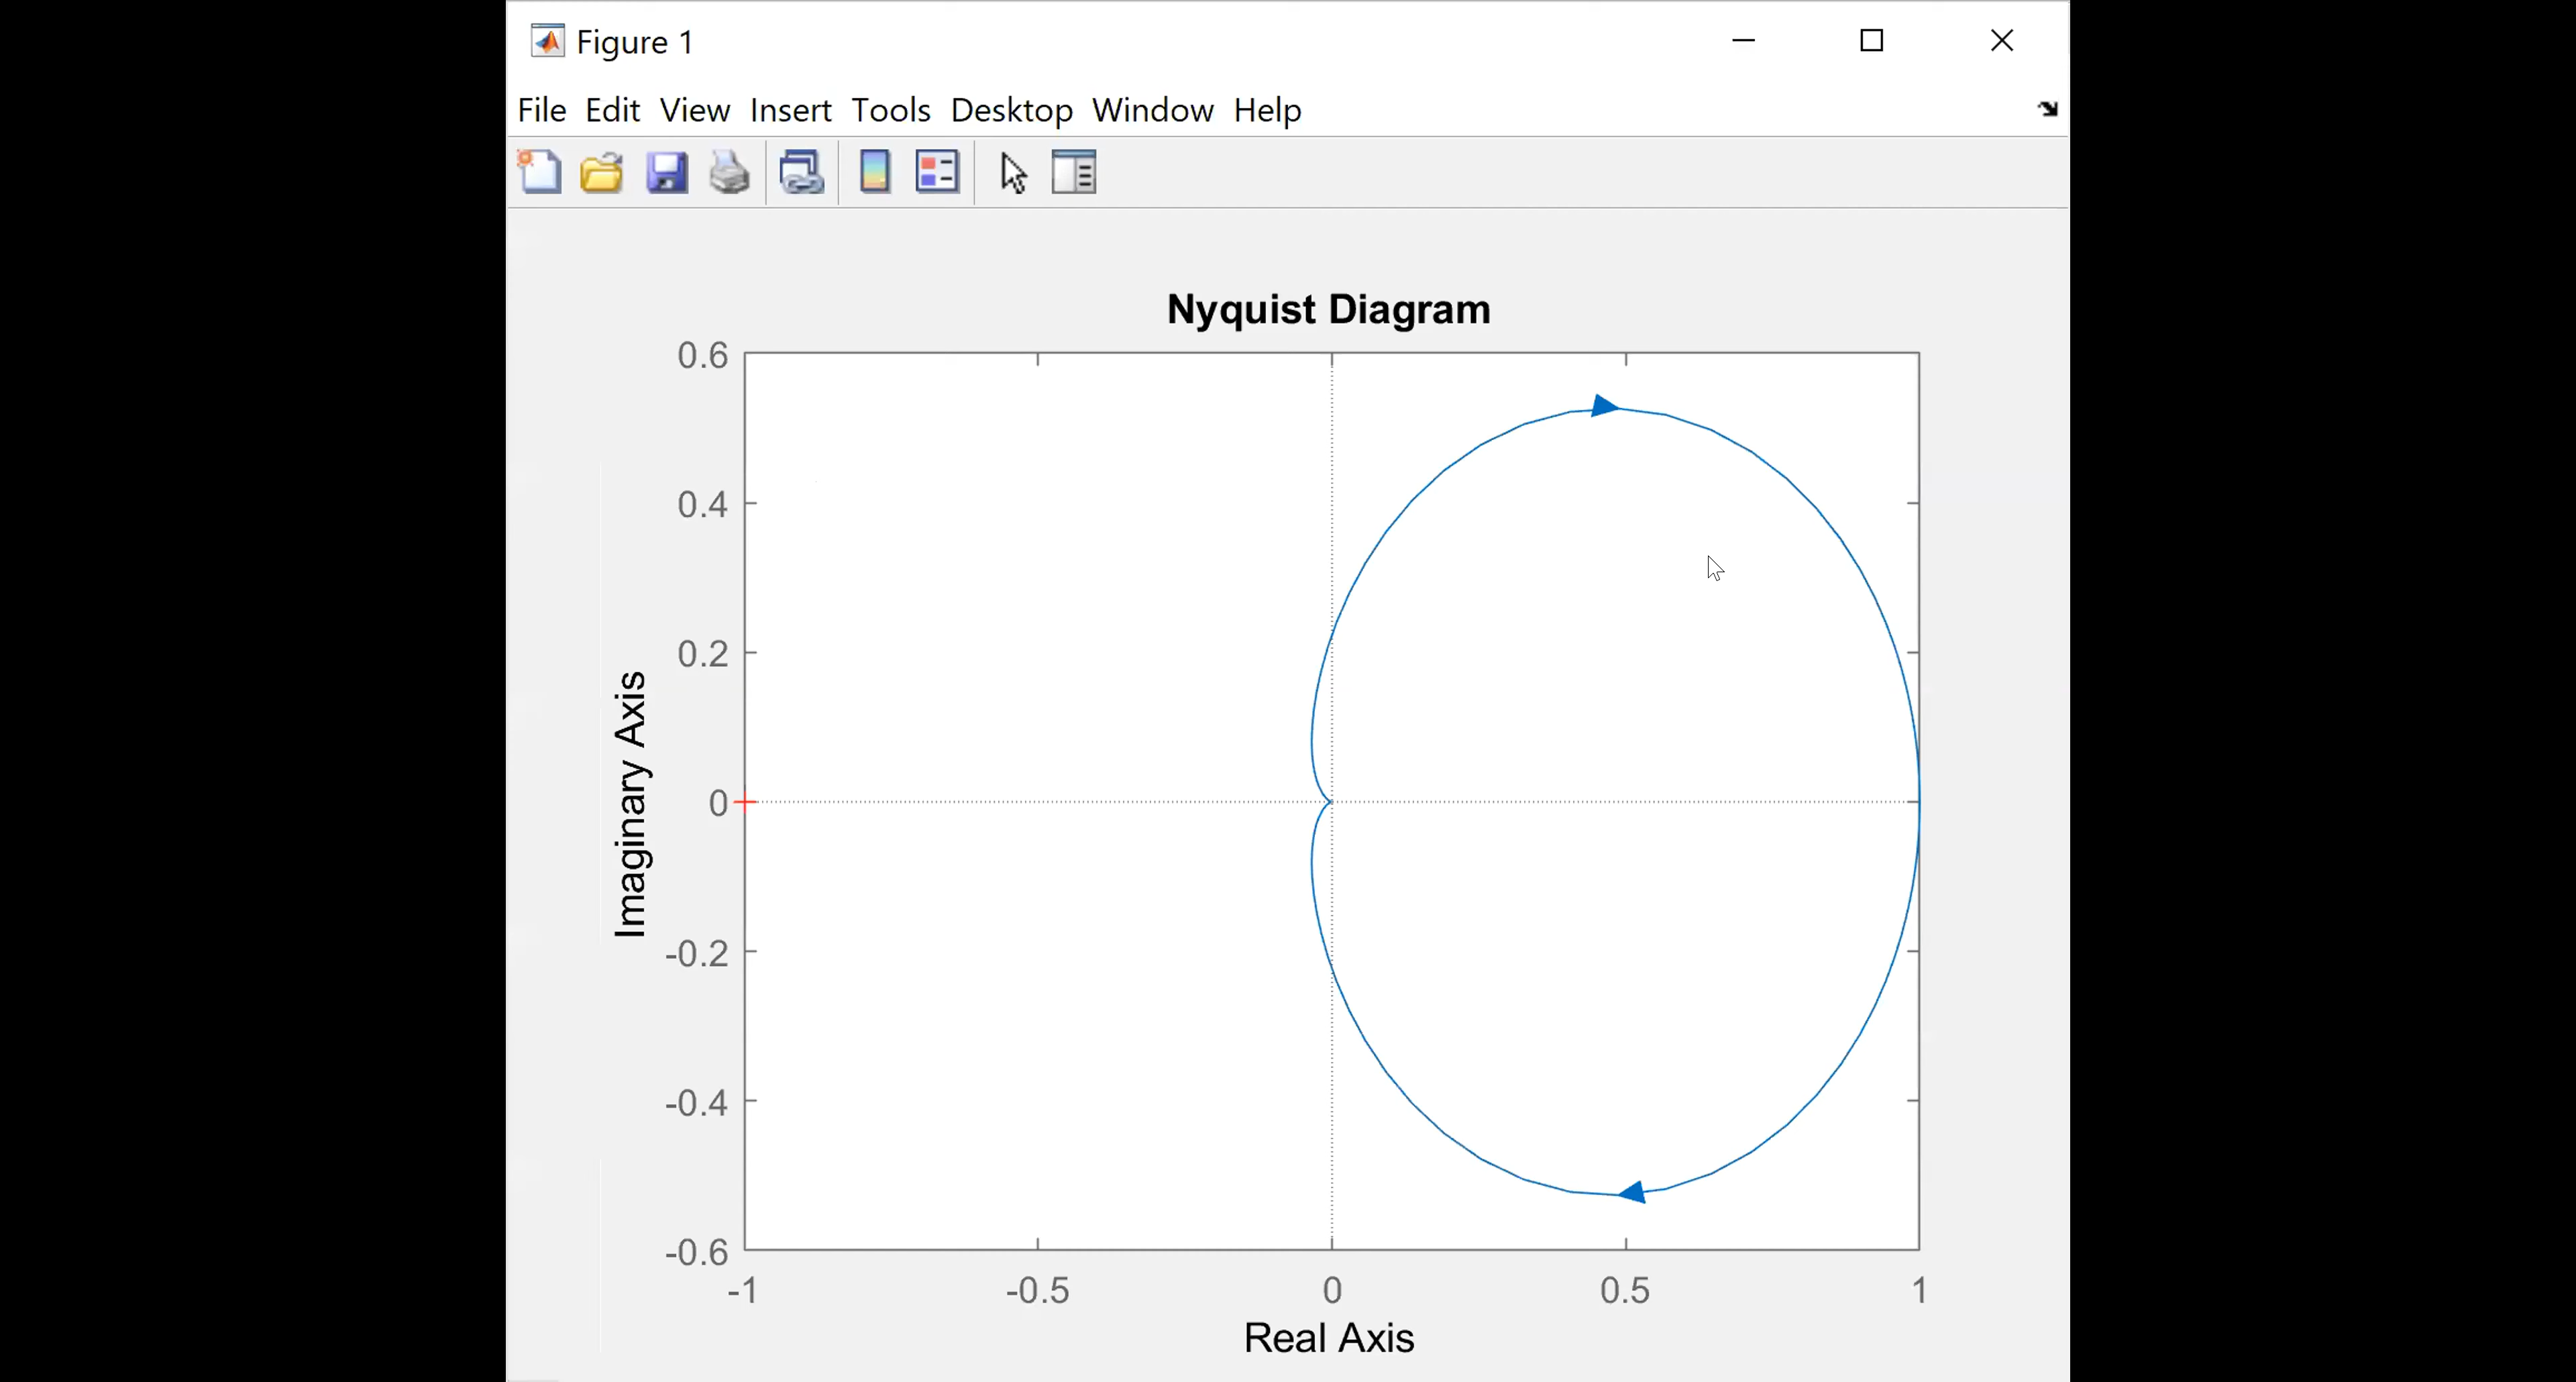 Figure 1
File Edit View Insert Tools Desktop Window Help
Nyquist Diagram
0.6
0.4
0.2
0
-0.2
-0.4
-0.6
Imaginary Axis
-1 -0.5 0 0.5 1
Real Axis